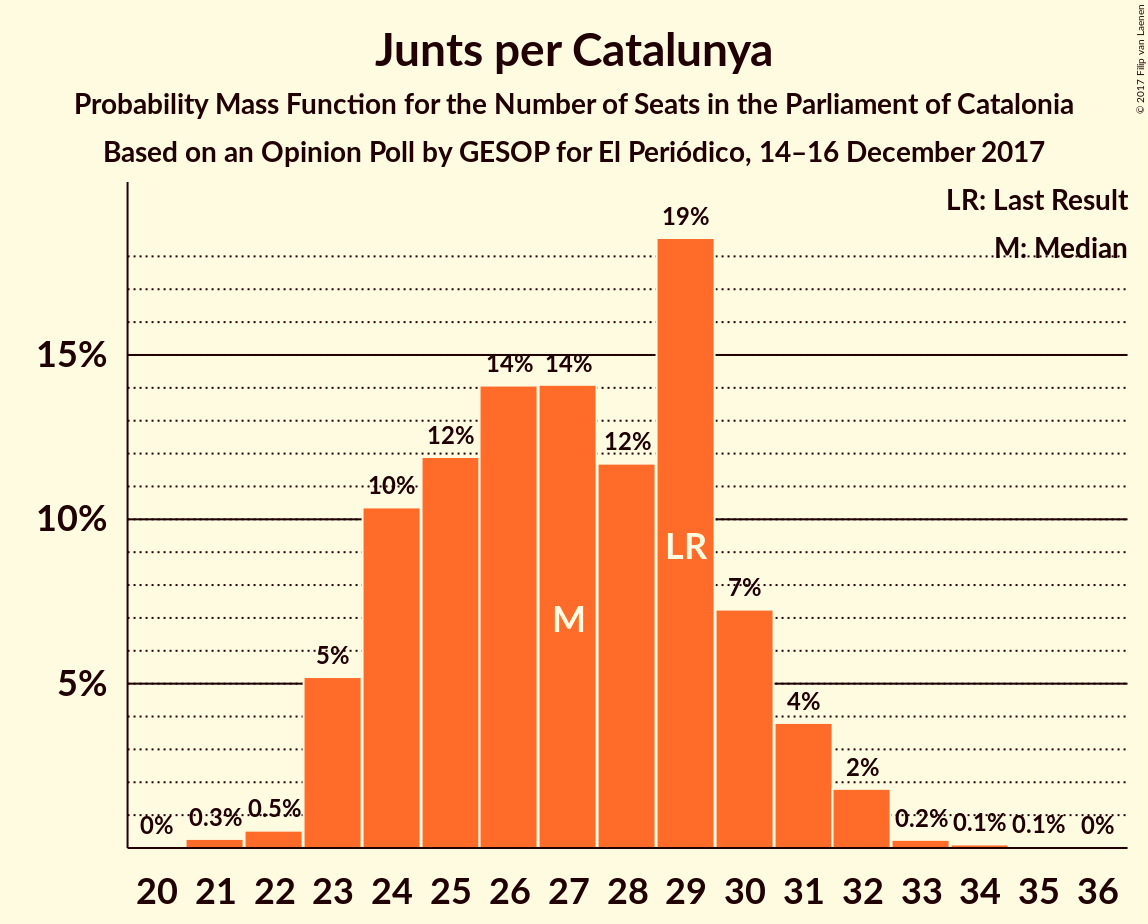 Junts per Catalunya
Probability Mass Function for the Number of Seats in the Parliament of Catalonia
Based on an Opinion Poll by GESOP for El Periódico, 14–16 December 2017
© 2017 Filip van Laenen
LR: Last Result
M: Median
19%
15%
14% 14%
12% 12%
10%
10%
LR
7%
M
5%
5%
4%
2%
0% 0.3% 0.5% 0.2% 0.1% 0.1% 0%
20 21 22 23 24 25 26 27 28 29 30 31 32 33 34 35 36